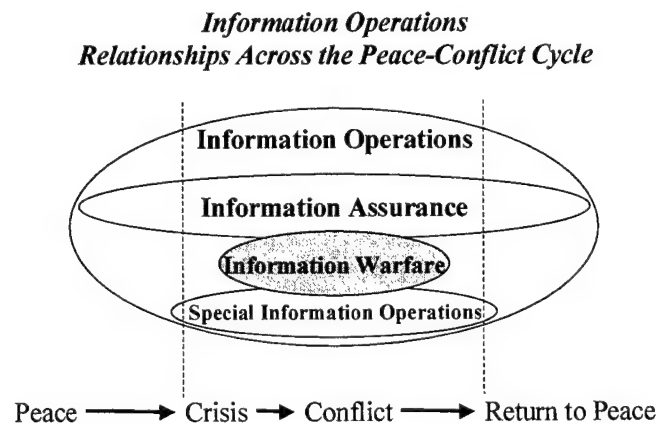 Information Operations
Relationships Across the Peace-Conflict Cycle
Information Operations
Information Assurance
Information Warfare
Special Information Operations
Peace → Crisis → Conflict → Return to Peace